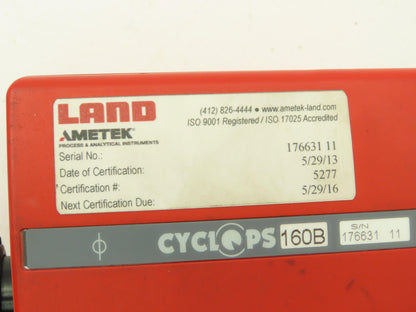 LAND
AMETEK®
PROCESS & ANALYTICAL INSTRUMENTS
(412) 826-4444 ● www.ametek-land.com
ISO 9001 Registered / ISO 17025 Accredited
Serial No.: 176631 11
Date of Certification: 5/29/13
Certification #: 5277
Next Certification Due: 5/29/16
CYCLOPS 160B
S/N
176631 11